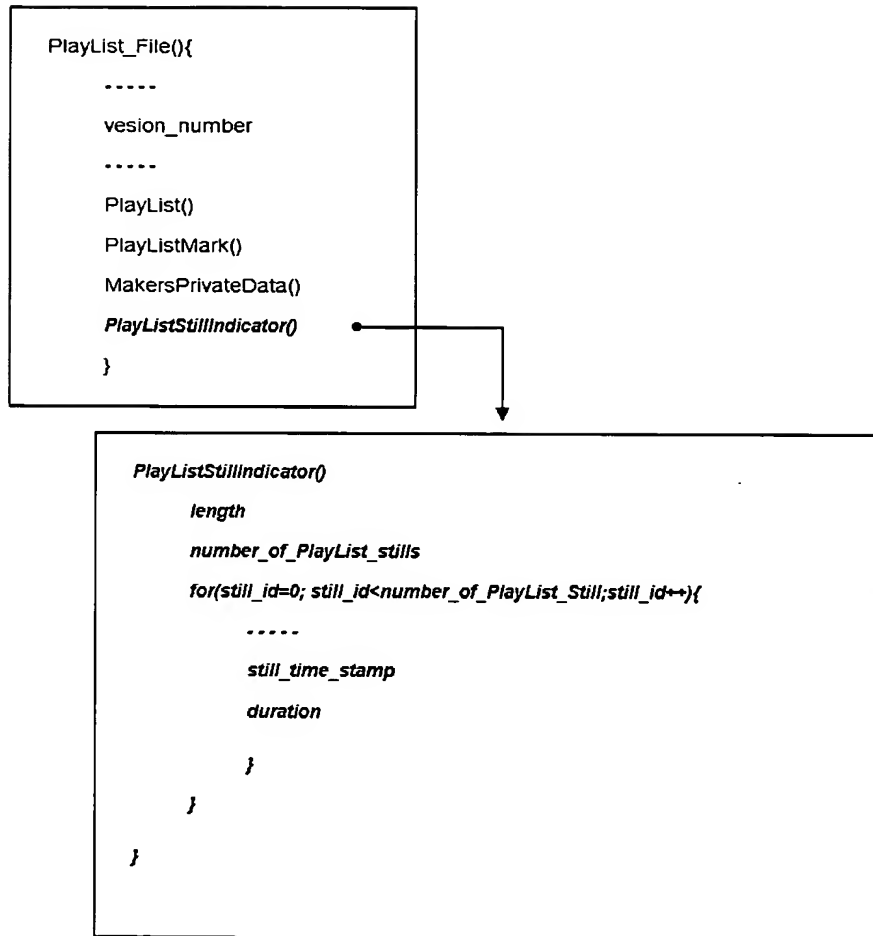 PlayList_File(){
-----
vesion_number
-----
PlayList()
PlayListMark()
MakersPrivateData()
PlayListStillIndicator()
}
PlayListStillIndicator()
length
number_of_PlayList_stills
for(still_id=0; still_id<number_of_PlayList_Still;still_id++){
-----
still_time_stamp
duration
}
}
}